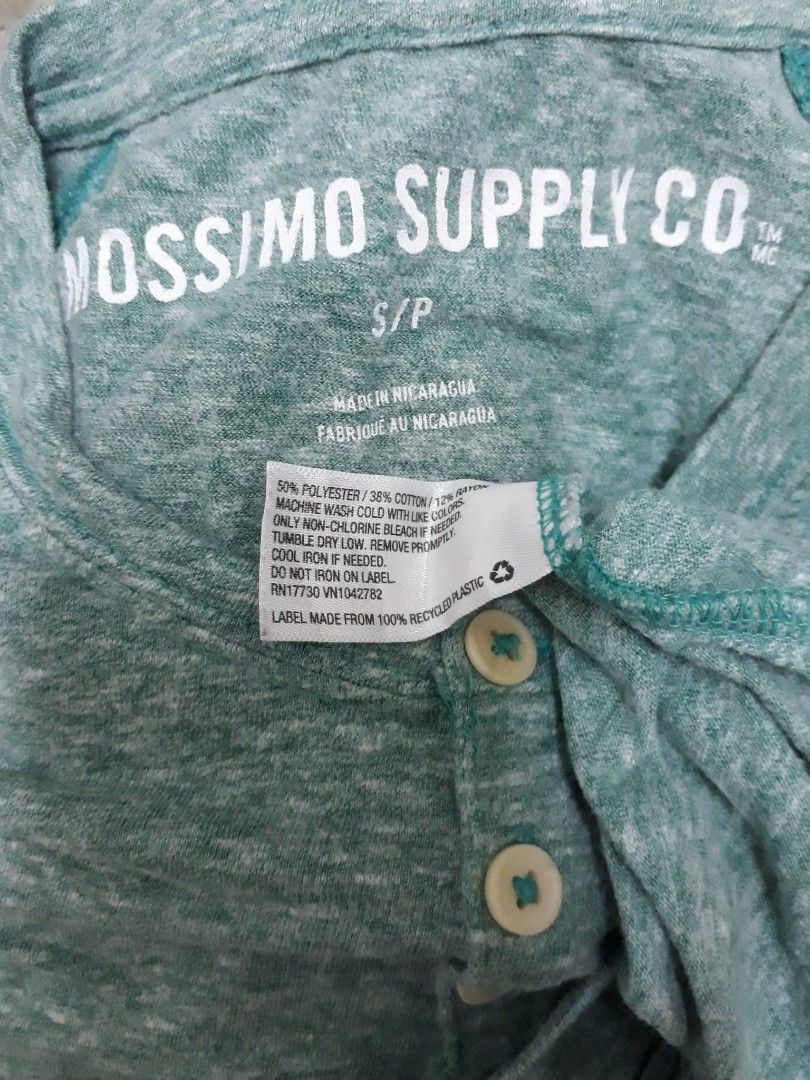 MOSSIMO SUPPLY CO.™
MC
S/P
MADE IN NICARAGUA
FABRIQUÉ AU NICARAGUA
50% POLYESTER / 38% COTTON / 12% RAYON
MACHINE WASH COLD WITH LIKE COLORS.
ONLY NON-CHLORINE BLEACH IF NEEDED.
TUMBLE DRY LOW. REMOVE PROMPTLY.
COOL IRON IF NEEDED.
DO NOT IRON ON LABEL.
RN17730 VN1042782
LABEL MADE FROM 100% RECYCLED PLASTIC